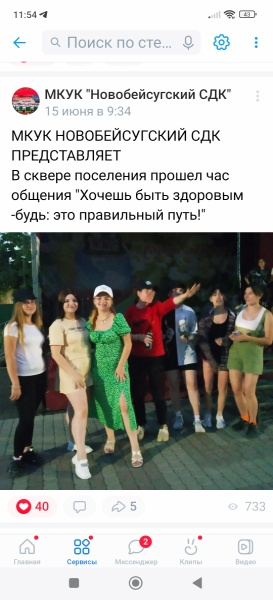 11:54
43
Поиск по сте...
МКУК "Новобейсугский СДК"
15 июня в 9:34
МКУК НОВОБЕЙСУГСКИЙ СДК
ПРЕДСТАВЛЯЕТ
В сквере поселения прошел час
общения "Хочешь быть здоровым
-будь: это правильный путь!"
40
5
733
2
Главная
Сервисы
Мессенджер
Клипы
Видео